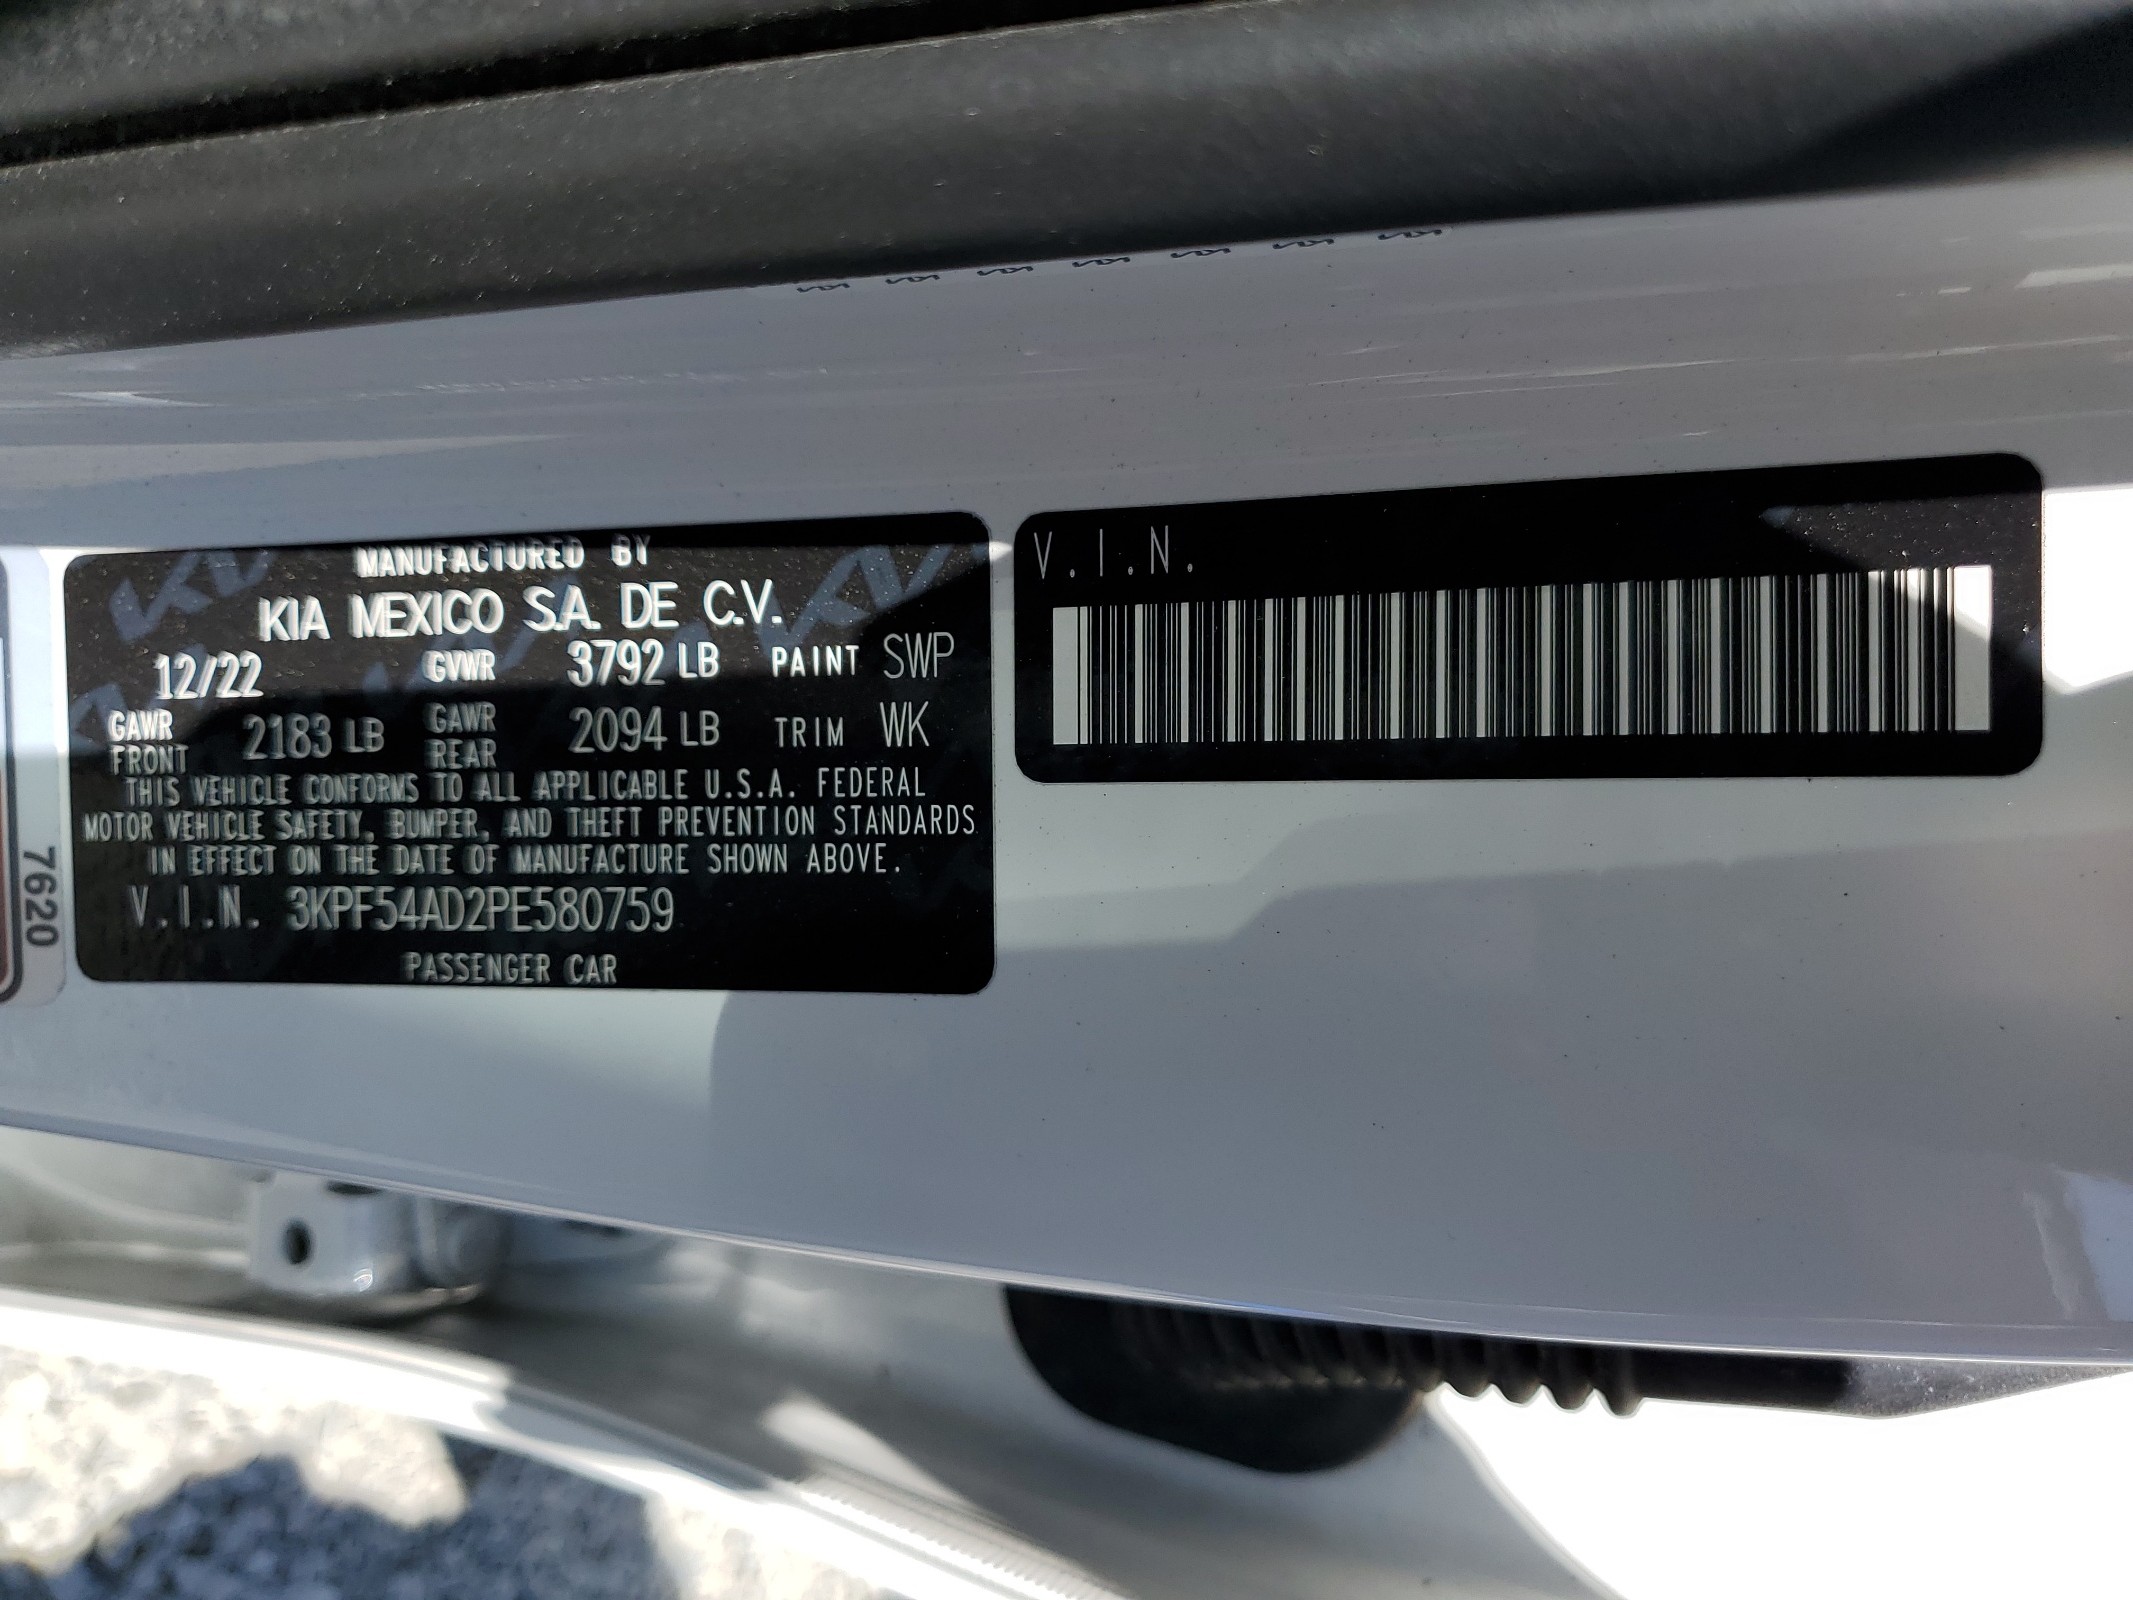 MANUFACTURED BY
KIA MEXICO S.A. DE C.V.
12/22 GVWR 3792 LB PAINT SWP
GAWR FRONT 2183 LB GAWR REAR 2094 LB TRIM WK
THIS VEHICLE CONFORMS TO ALL APPLICABLE U.S.A. FEDERAL
MOTOR VEHICLE SAFETY, BUMPER, AND THEFT PREVENTION STANDARDS
IN EFFECT ON THE DATE OF MANUFACTURE SHOWN ABOVE.
V.I.N. 3KPF54AD2PE580759
PASSENGER CAR
V.I.N.
7620